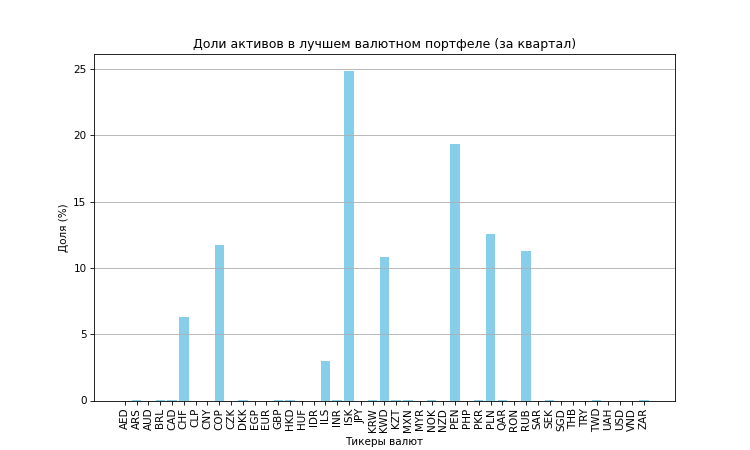 Доли активов в лучшем валютном портфеле (за квартал)
Доля (%)
25
20
15
10
5
0
AED ARS AUD BRL CAD CHF CLP CNY COP CZK DKK EGP EUR GBP HKD HUF IDR ILS INR ISK JPY KRW KWD KZT MXN MYR NOK NZD PEN PHP PKR PLN QAR RON RUB SAR SEK SGD THB TRY TWD UAH USD VND ZAR
Тикеры валют